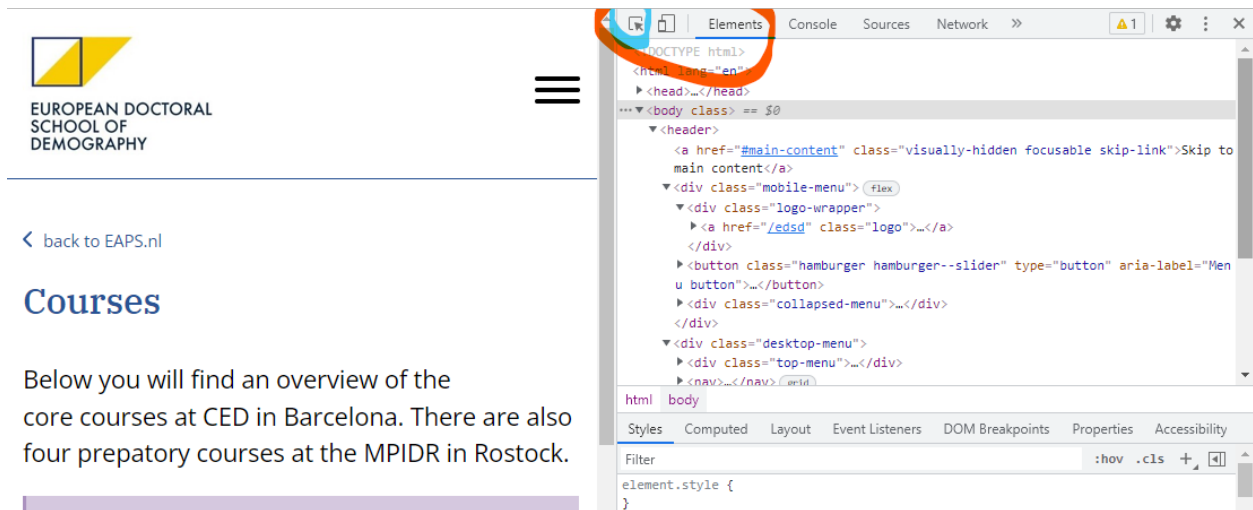 EUROPEAN DOCTORAL
SCHOOL OF
DEMOGRAPHY
back to EAPS.nl
Courses
Below you will find an overview of the
core courses at CED in Barcelona. There are also
four prepatory courses at the MPIDR in Rostock.
Elements Console Sources Network » 1
<!DOCTYPE html>
<html lang="en">
<head>…</head>
<body class> == $0
<header>
<a href="#main-content" class="visually-hidden focusable skip-link">Skip to
main content</a>
<div class="mobile-menu"> flex
<div class="logo-wrapper">
<a href="/edsd" class="logo">…</a>
</div>
<button class="hamburger hamburger--slider" type="button" aria-label="Men
u button">…</button>
<div class="collapsed-menu">…</div>
</div>
<div class="desktop-menu">
<div class="top-menu">…</div>
<nav>…</nav> grid
html body
Styles Computed Layout Event Listeners DOM Breakpoints Properties Accessibility
Filter :hov .cls +
element.style {
}